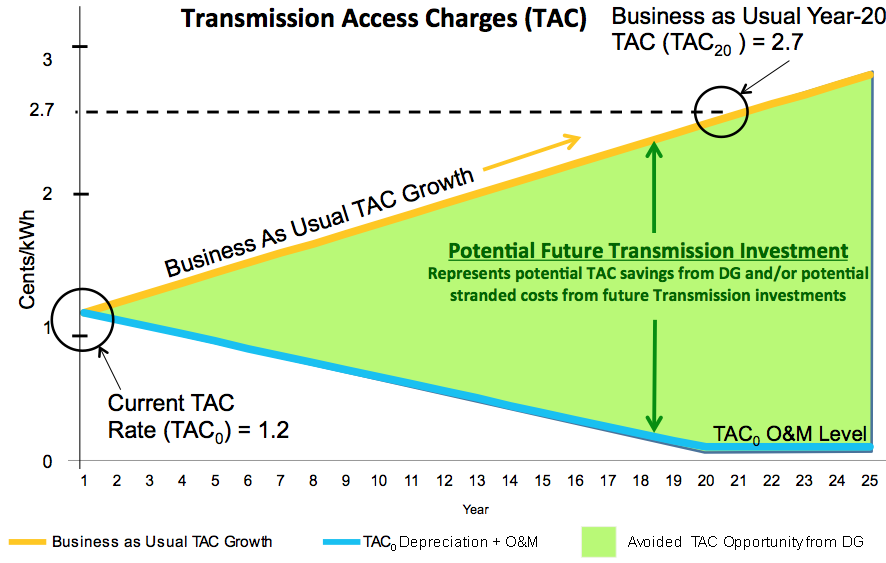 Transmission Access Charges (TAC)
Business as Usual Year-20
TAC (TAC20 ) = 2.7
3
2.7
2
1
0
Cents/kWh
Business As Usual TAC Growth
Potential Future Transmission Investment
Represents potential TAC savings from DG and/or potential
stranded costs from future Transmission investments
Current TAC
Rate (TAC0) = 1.2
TAC0 O&M Level
1 2 3 4 5 6 7 8 9 10 11 12 13 14 15 16 17 18 19 20 21 22 23 24 25
Year
Business as Usual TAC Growth
TAC0 Depreciation + O&M
Avoided TAC Opportunity from DG